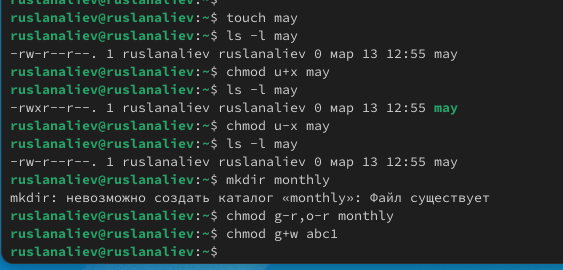 ruslanaliev@ruslanaliev:~$
ruslanaliev@ruslanaliev:~$ touch may
ruslanaliev@ruslanaliev:~$ ls -l may
-rw-r--r--. 1 ruslanaliev ruslanaliev 0 мар 13 12:55 may
ruslanaliev@ruslanaliev:~$ chmod u+x may
ruslanaliev@ruslanaliev:~$ ls -l may
-rwxr--r--. 1 ruslanaliev ruslanaliev 0 мар 13 12:55 may
ruslanaliev@ruslanaliev:~$ chmod u-x may
ruslanaliev@ruslanaliev:~$ ls -l may
-rw-r--r--. 1 ruslanaliev ruslanaliev 0 мар 13 12:55 may
ruslanaliev@ruslanaliev:~$ mkdir monthly
mkdir: невозможно создать каталог «monthly»: Файл существует
ruslanaliev@ruslanaliev:~$ chmod g-r,o-r monthly
ruslanaliev@ruslanaliev:~$ chmod g+w abc1
ruslanaliev@ruslanaliev:~$